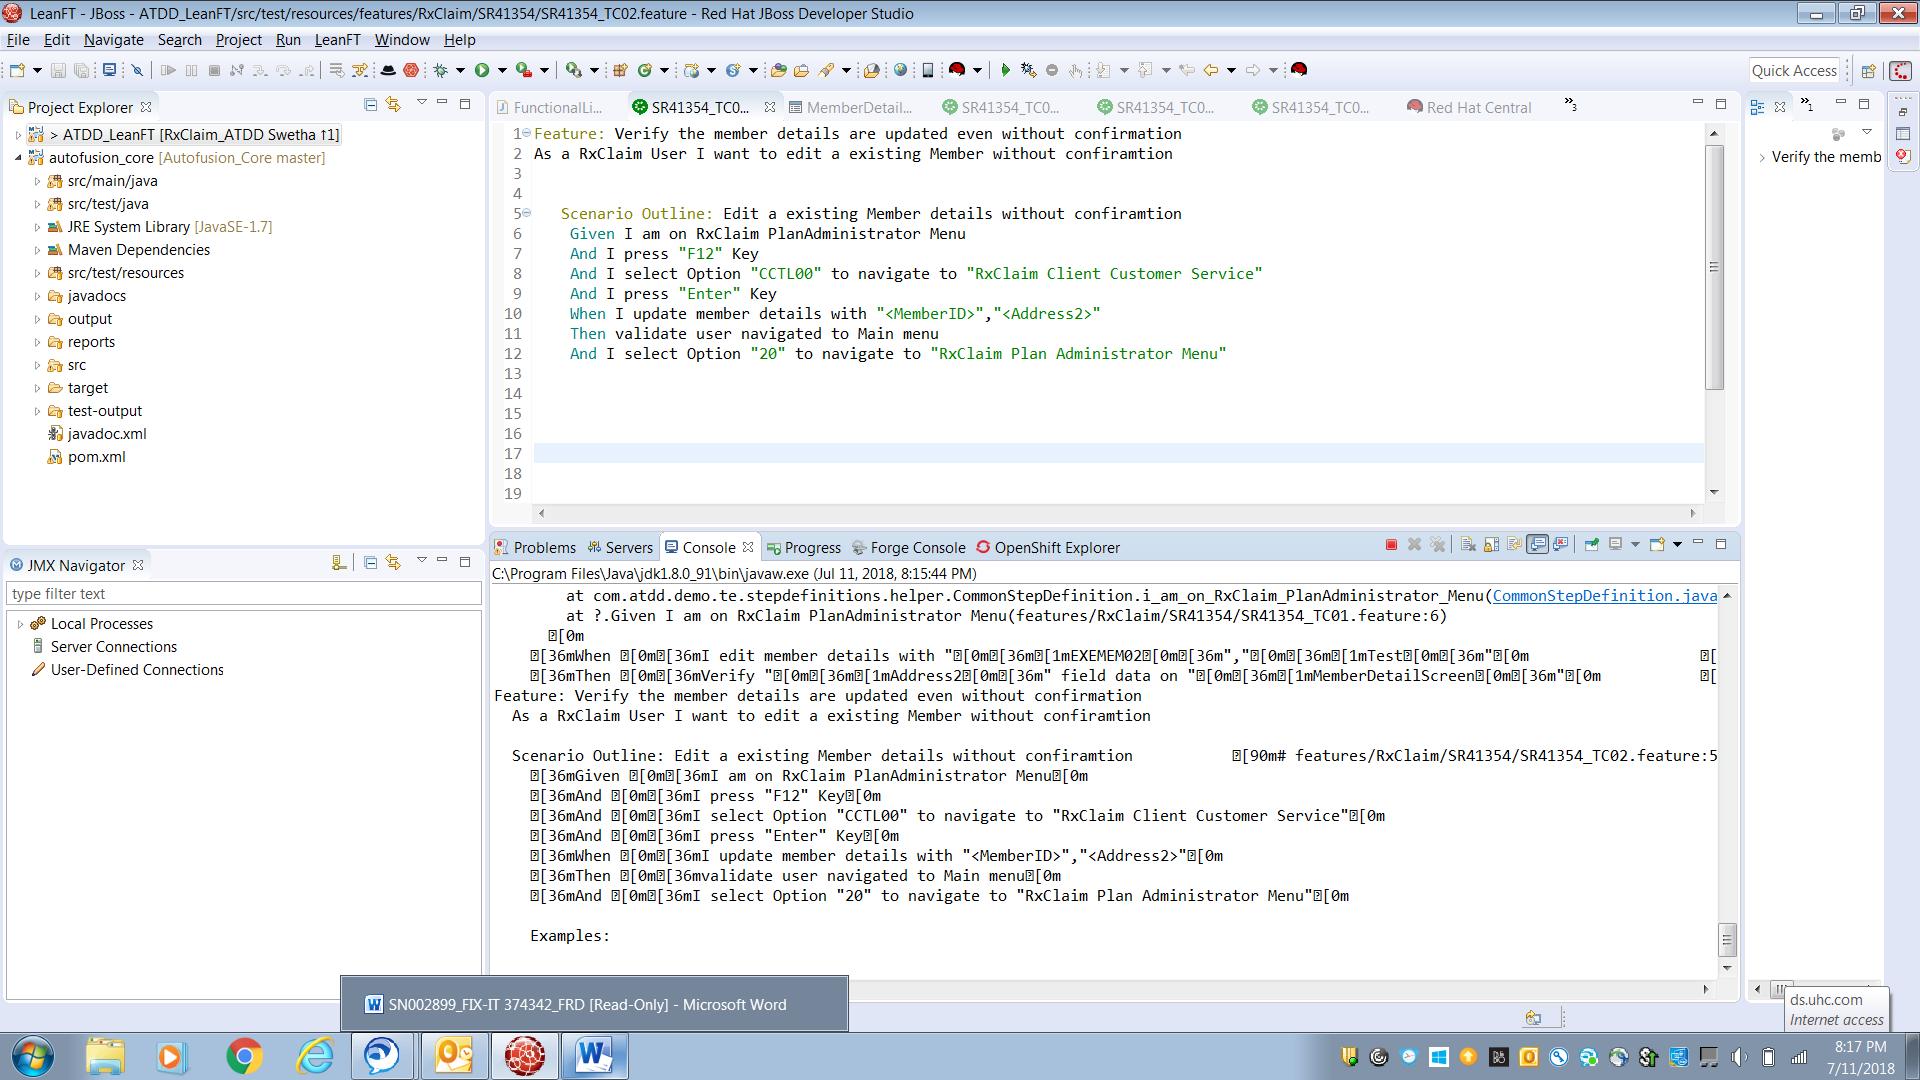 LeanFT - JBoss - ATDD_LeanFT/src/test/resources/features/RxClaim/SR41354/SR41354_TC02.feature - Red Hat JBoss Developer Studio
File Edit Navigate Search Project Run LeanFT Window Help
Quick Access
Project Explorer
> ATDD_LeanFT [RxClaim_ATDD Swetha ↑1]
autofusion_core [Autofusion_Core master]
src/main/java
src/test/java
JRE System Library [JavaSE-1.7]
Maven Dependencies
src/test/resources
javadocs
output
reports
src
target
test-output
javadoc.xml
pom.xml
JMX Navigator
type filter text
Local Processes
Server Connections
User-Defined Connections
FunctionalLi... SR41354_TC0... MemberDetail... SR41354_TC0... SR41354_TC0... SR41354_TC0... Red Hat Central »3
1 Feature: Verify the member details are updated even without confirmation
2 As a RxClaim User I want to edit a existing Member without confiramtion
3
4
5 Scenario Outline: Edit a existing Member details without confiramtion
6 Given I am on RxClaim PlanAdministrator Menu
7 And I press "F12" Key
8 And I select Option "CCTL00" to navigate to "RxClaim Client Customer Service"
9 And I press "Enter" Key
10 When I update member details with "<MemberID>","<Address2>"
11 Then validate user navigated to Main menu
12 And I select Option "20" to navigate to "RxClaim Plan Administrator Menu"
13
14
15
16
17
18
19
»1
Verify the memb
Problems Servers Console Progress Forge Console OpenShift Explorer
C:\Program Files\Java\jdk1.8.0_91\bin\javaw.exe (Jul 11, 2018, 8:15:44 PM)
at com.atdd.demo.te.stepdefinitions.helper.CommonStepDefinition.i_am_on_RxClaim_PlanAdministrator_Menu(CommonStepDefinition.java
at ?.Given I am on RxClaim PlanAdministrator Menu(features/RxClaim/SR41354/SR41354_TC01.feature:6)
[0m
[36mWhen [0m[36mI edit member details with "[0m[36m[1mEXEMEM02[0m[36m","[0m[36m[1mTest[0m[36m"[0m [
[36mThen [0m[36mVerify "[0m[36m[1mAddress2[0m[36m" field data on "[0m[36m[1mMemberDetailScreen[0m[36m"[0m [
Feature: Verify the member details are updated even without confirmation
As a RxClaim User I want to edit a existing Member without confiramtion
Scenario Outline: Edit a existing Member details without confiramtion [90m# features/RxClaim/SR41354/SR41354_TC02.feature:5
[36mGiven [0m[36mI am on RxClaim PlanAdministrator Menu[0m
[36mAnd [0m[36mI press "F12" Key[0m
[36mAnd [0m[36mI select Option "CCTL00" to navigate to "RxClaim Client Customer Service"[0m
[36mAnd [0m[36mI press "Enter" Key[0m
[36mWhen [0m[36mI update member details with "<MemberID>","<Address2>"[0m
[36mThen [0m[36mvalidate user navigated to Main menu[0m
[36mAnd [0m[36mI select Option "20" to navigate to "RxClaim Plan Administrator Menu"[0m
Examples:
SN002899_FIX-IT 374342_FRD [Read-Only] - Microsoft Word
ds.uhc.com
Internet access
8:17 PM
7/11/2018